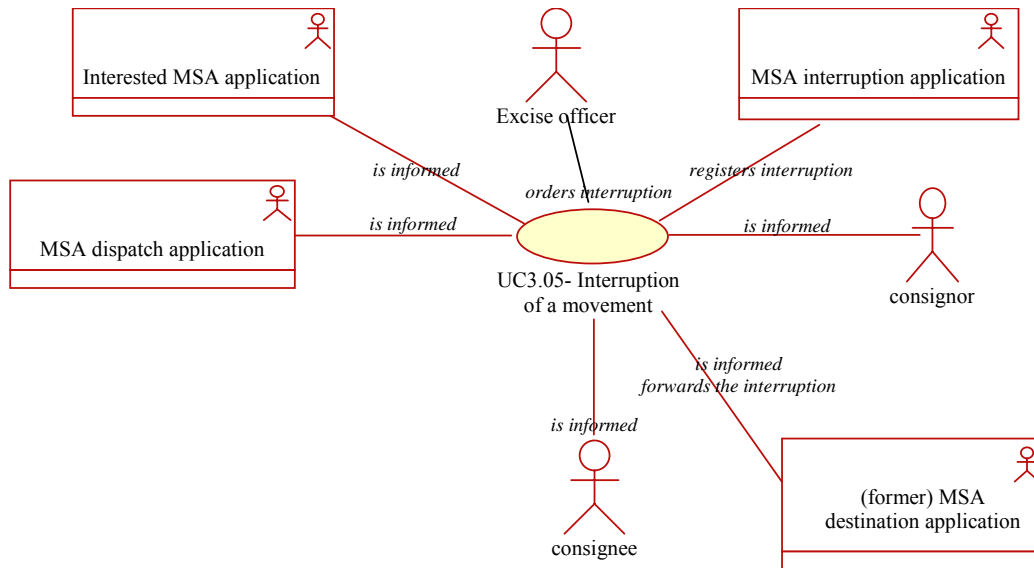 Interested MSA application
MSA interruption application
Excise officer
is informed
registers interruption
orders interruption
MSA dispatch application
is informed
is informed
UC3.05- Interruption
of a movement
consignor
is informed
forwards the interruption
is informed
(former) MSA
destination application
consignee